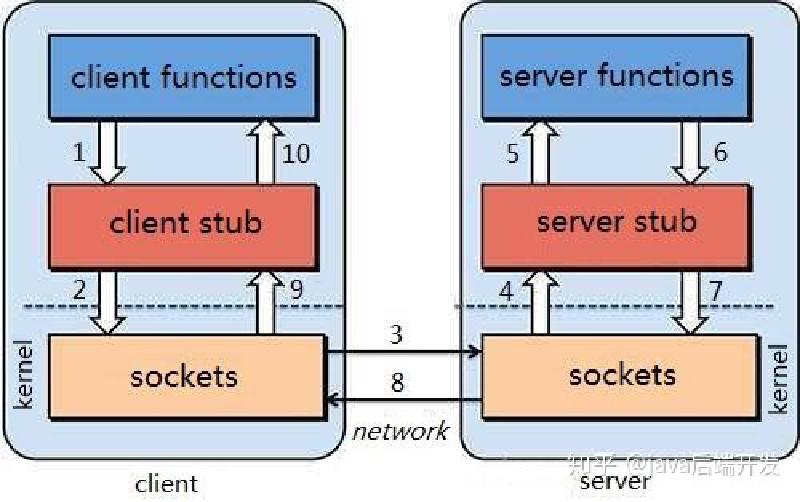 client functions
server functions
1
10
5
6
client stub
server stub
2
9
4
7
kernel
sockets
3
8
network
sockets
kernel
知乎 @java后端开发
client
server